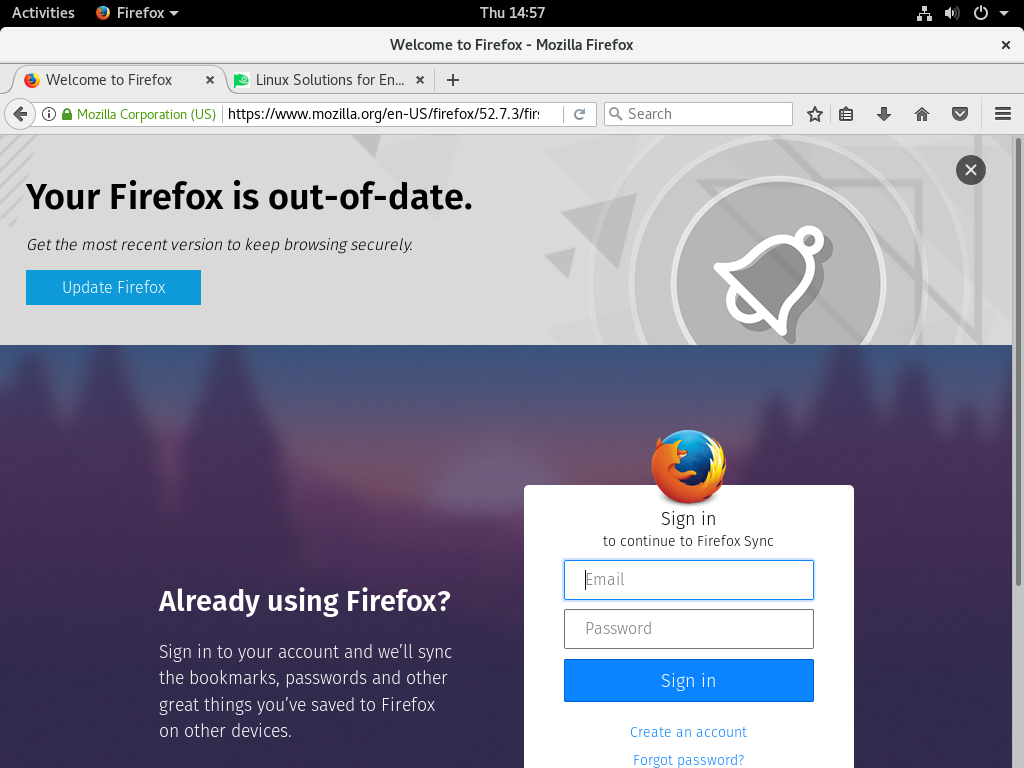 Activities Firefox Thu 14:57
Welcome to Firefox - Mozilla Firefox
Welcome to Firefox Linux Solutions for En...
Mozilla Corporation (US) https://www.mozilla.org/en-US/firefox/52.7.3/firs Search
Your Firefox is out-of-date.
Get the most recent version to keep browsing securely.
Update Firefox
Sign in
to continue to Firefox Sync
Email
Password
Sign in
Create an account
Forgot password?
Already using Firefox?
Sign in to your account and we’ll sync
the bookmarks, passwords and other
great things you’ve saved to Firefox
on other devices.